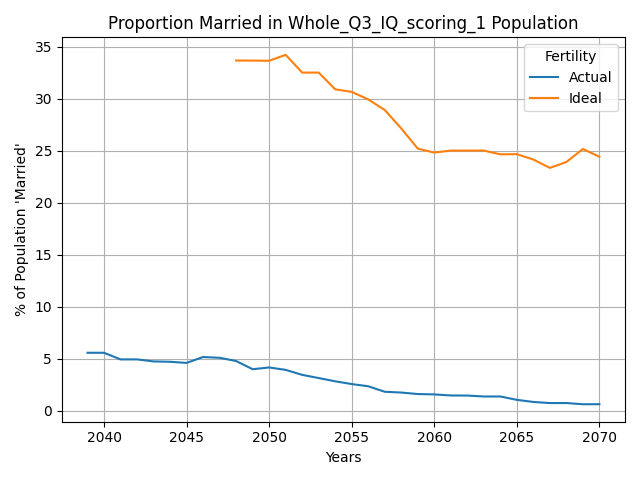 Proportion Married in Whole_Q3_IQ_scoring_1 Population
Fertility
Actual
Ideal
% of Population 'Married'
35
30
25
20
15
10
5
0
2040 2045 2050 2055 2060 2065 2070
Years